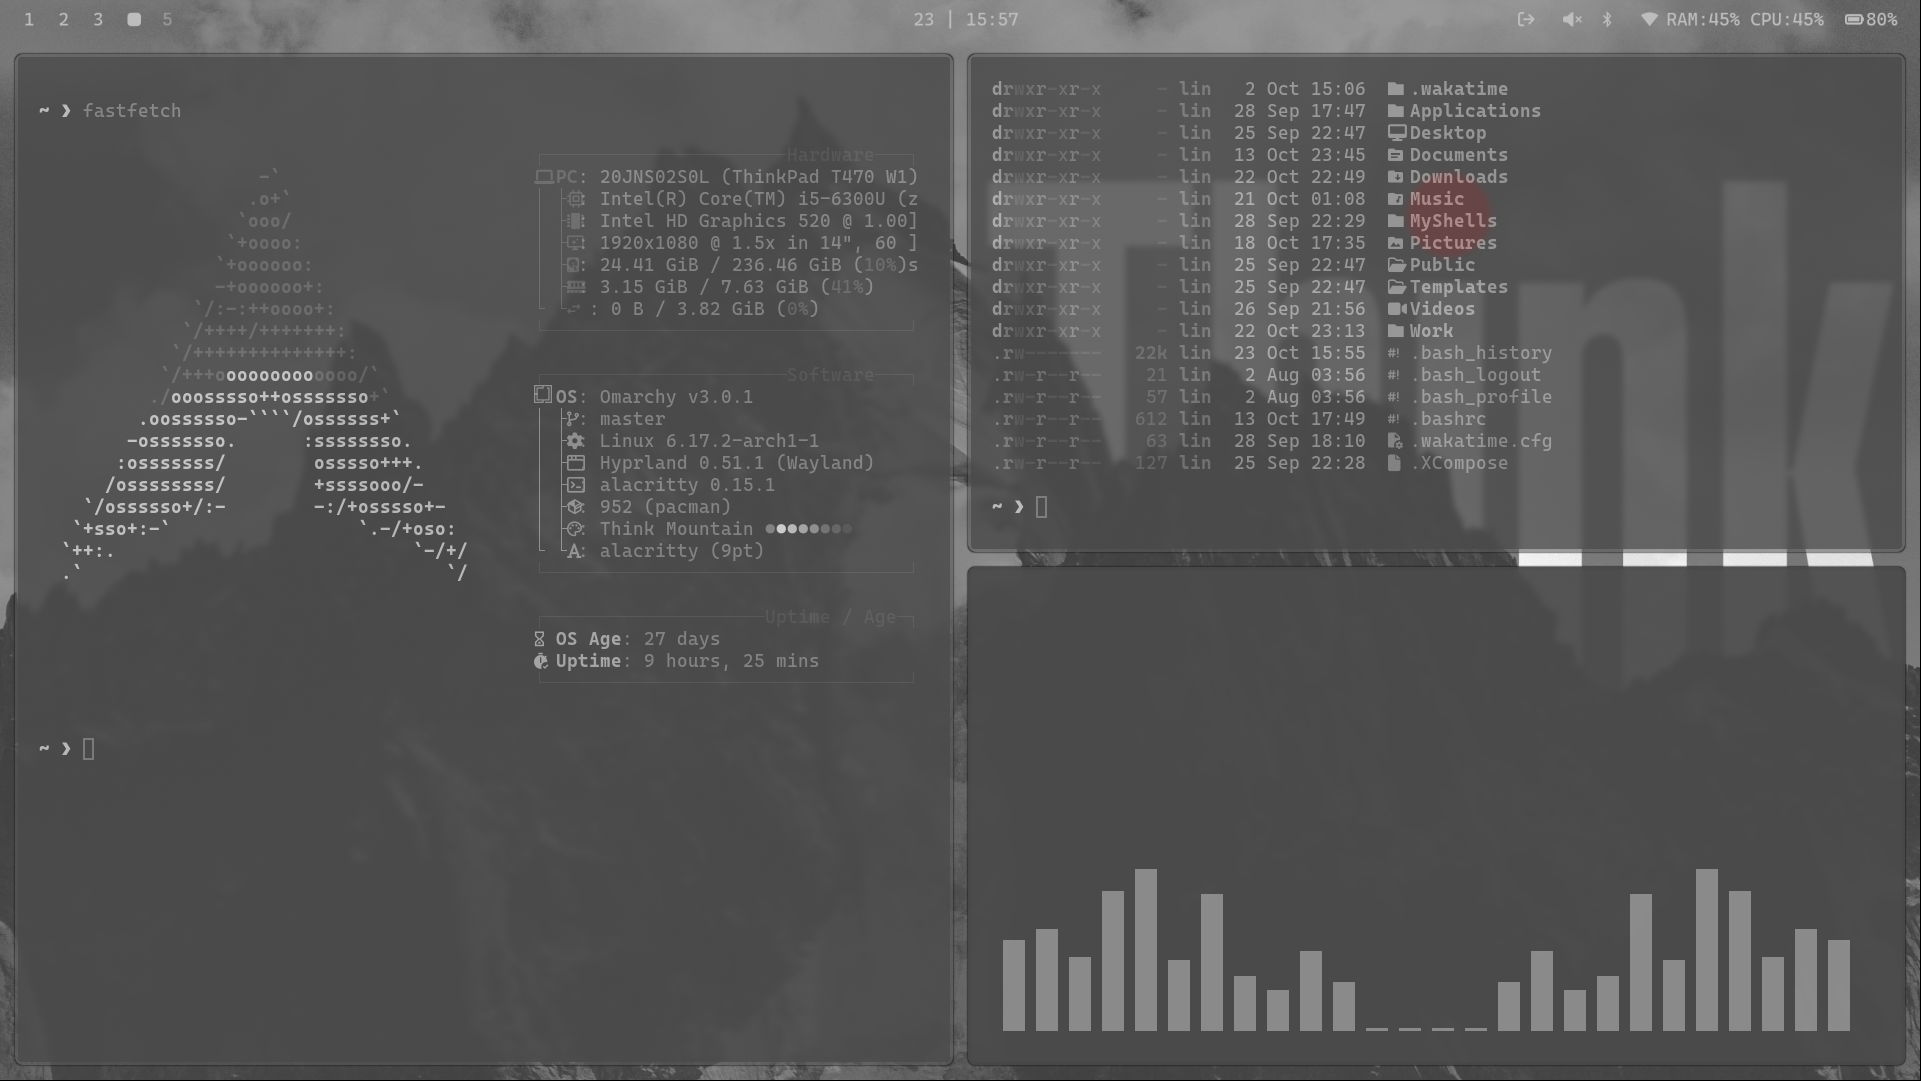 1 2 3 5
23 | 15:57
RAM:45% CPU:45% 80%
~ ❯ fastfetch
-`
.o+`
`ooo/
`+oooo:
`+oooooo:
-+oooooo+:
`/:-:++oooo+:
`/++++/+++++++:
`/++++++++++++++:
`/+++ooooooooooooo/`
./ooosssso++osssssso+`
.oossssso-````/ossssss+`
-osssssso. :ssssssso.
:osssssss/ osssso+++.
/ossssssss/ +ssssooo/-
`/ossssso+/:- -:/+osssso+-
`+sso+:-` `.-/+oso:
`++:. `-/+/
.` `/
Hardware
PC: 20JNS02S0L (ThinkPad T470 W1)
: Intel(R) Core(TM) i5-6300U (z
: Intel HD Graphics 520 @ 1.00]
: 1920x1080 @ 1.5x in 14", 60 ]
: 24.41 GiB / 236.46 GiB (10%)s
: 3.15 GiB / 7.63 GiB (41%)
: 0 B / 3.82 GiB (0%)
Software
OS: Omarchy v3.0.1
: master
: Linux 6.17.2-arch1-1
: Hyprland 0.51.1 (Wayland)
: alacritty 0.15.1
: 952 (pacman)
: Think Mountain
: alacritty (9pt)
Uptime / Age
OS Age: 27 days
Uptime: 9 hours, 25 mins
~ ❯
drwxr-xr-x - lin 2 Oct 15:06 .wakatime
drwxr-xr-x - lin 28 Sep 17:47 Applications
drwxr-xr-x - lin 25 Sep 22:47 Desktop
drwxr-xr-x - lin 13 Oct 23:45 Documents
drwxr-xr-x - lin 22 Oct 22:49 Downloads
drwxr-xr-x - lin 21 Oct 01:08 Music
drwxr-xr-x - lin 28 Sep 22:29 MyShells
drwxr-xr-x - lin 18 Oct 17:35 Pictures
drwxr-xr-x - lin 25 Sep 22:47 Public
drwxr-xr-x - lin 25 Sep 22:47 Templates
drwxr-xr-x - lin 26 Sep 21:56 Videos
drwxr-xr-x - lin 22 Oct 23:13 Work
.rw------- 22k lin 23 Oct 15:55 #! .bash_history
.rw-r--r-- 21 lin 2 Aug 03:56 #! .bash_logout
.rw-r--r-- 57 lin 2 Aug 03:56 #! .bash_profile
.rw-r--r-- 612 lin 13 Oct 17:49 #! .bashrc
.rw-r--r-- 63 lin 28 Sep 18:10 .wakatime.cfg
.rw-r--r-- 127 lin 25 Sep 22:28 .XCompose
~ ❯
Think